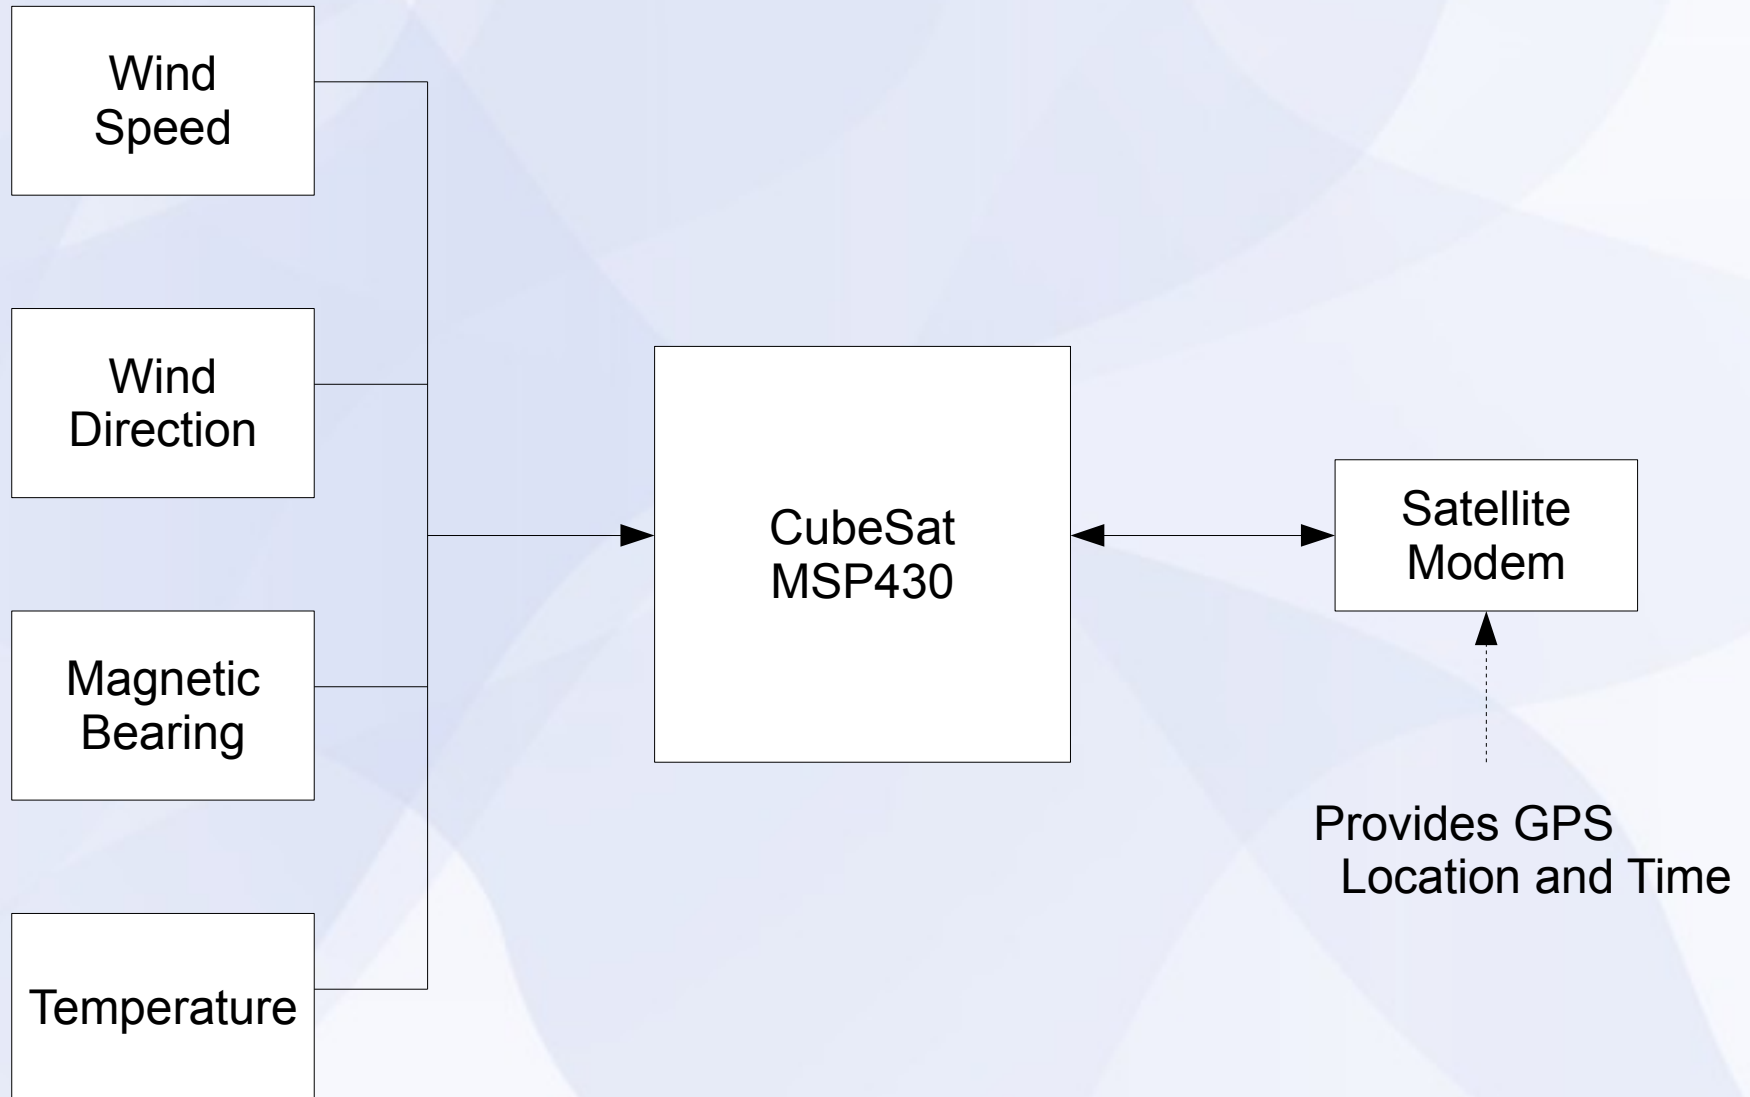 Wind
Speed
Wind
Direction
Magnetic
Bearing
Temperature
CubeSat
MSP430
Satellite
Modem
Provides GPS
Location and Time